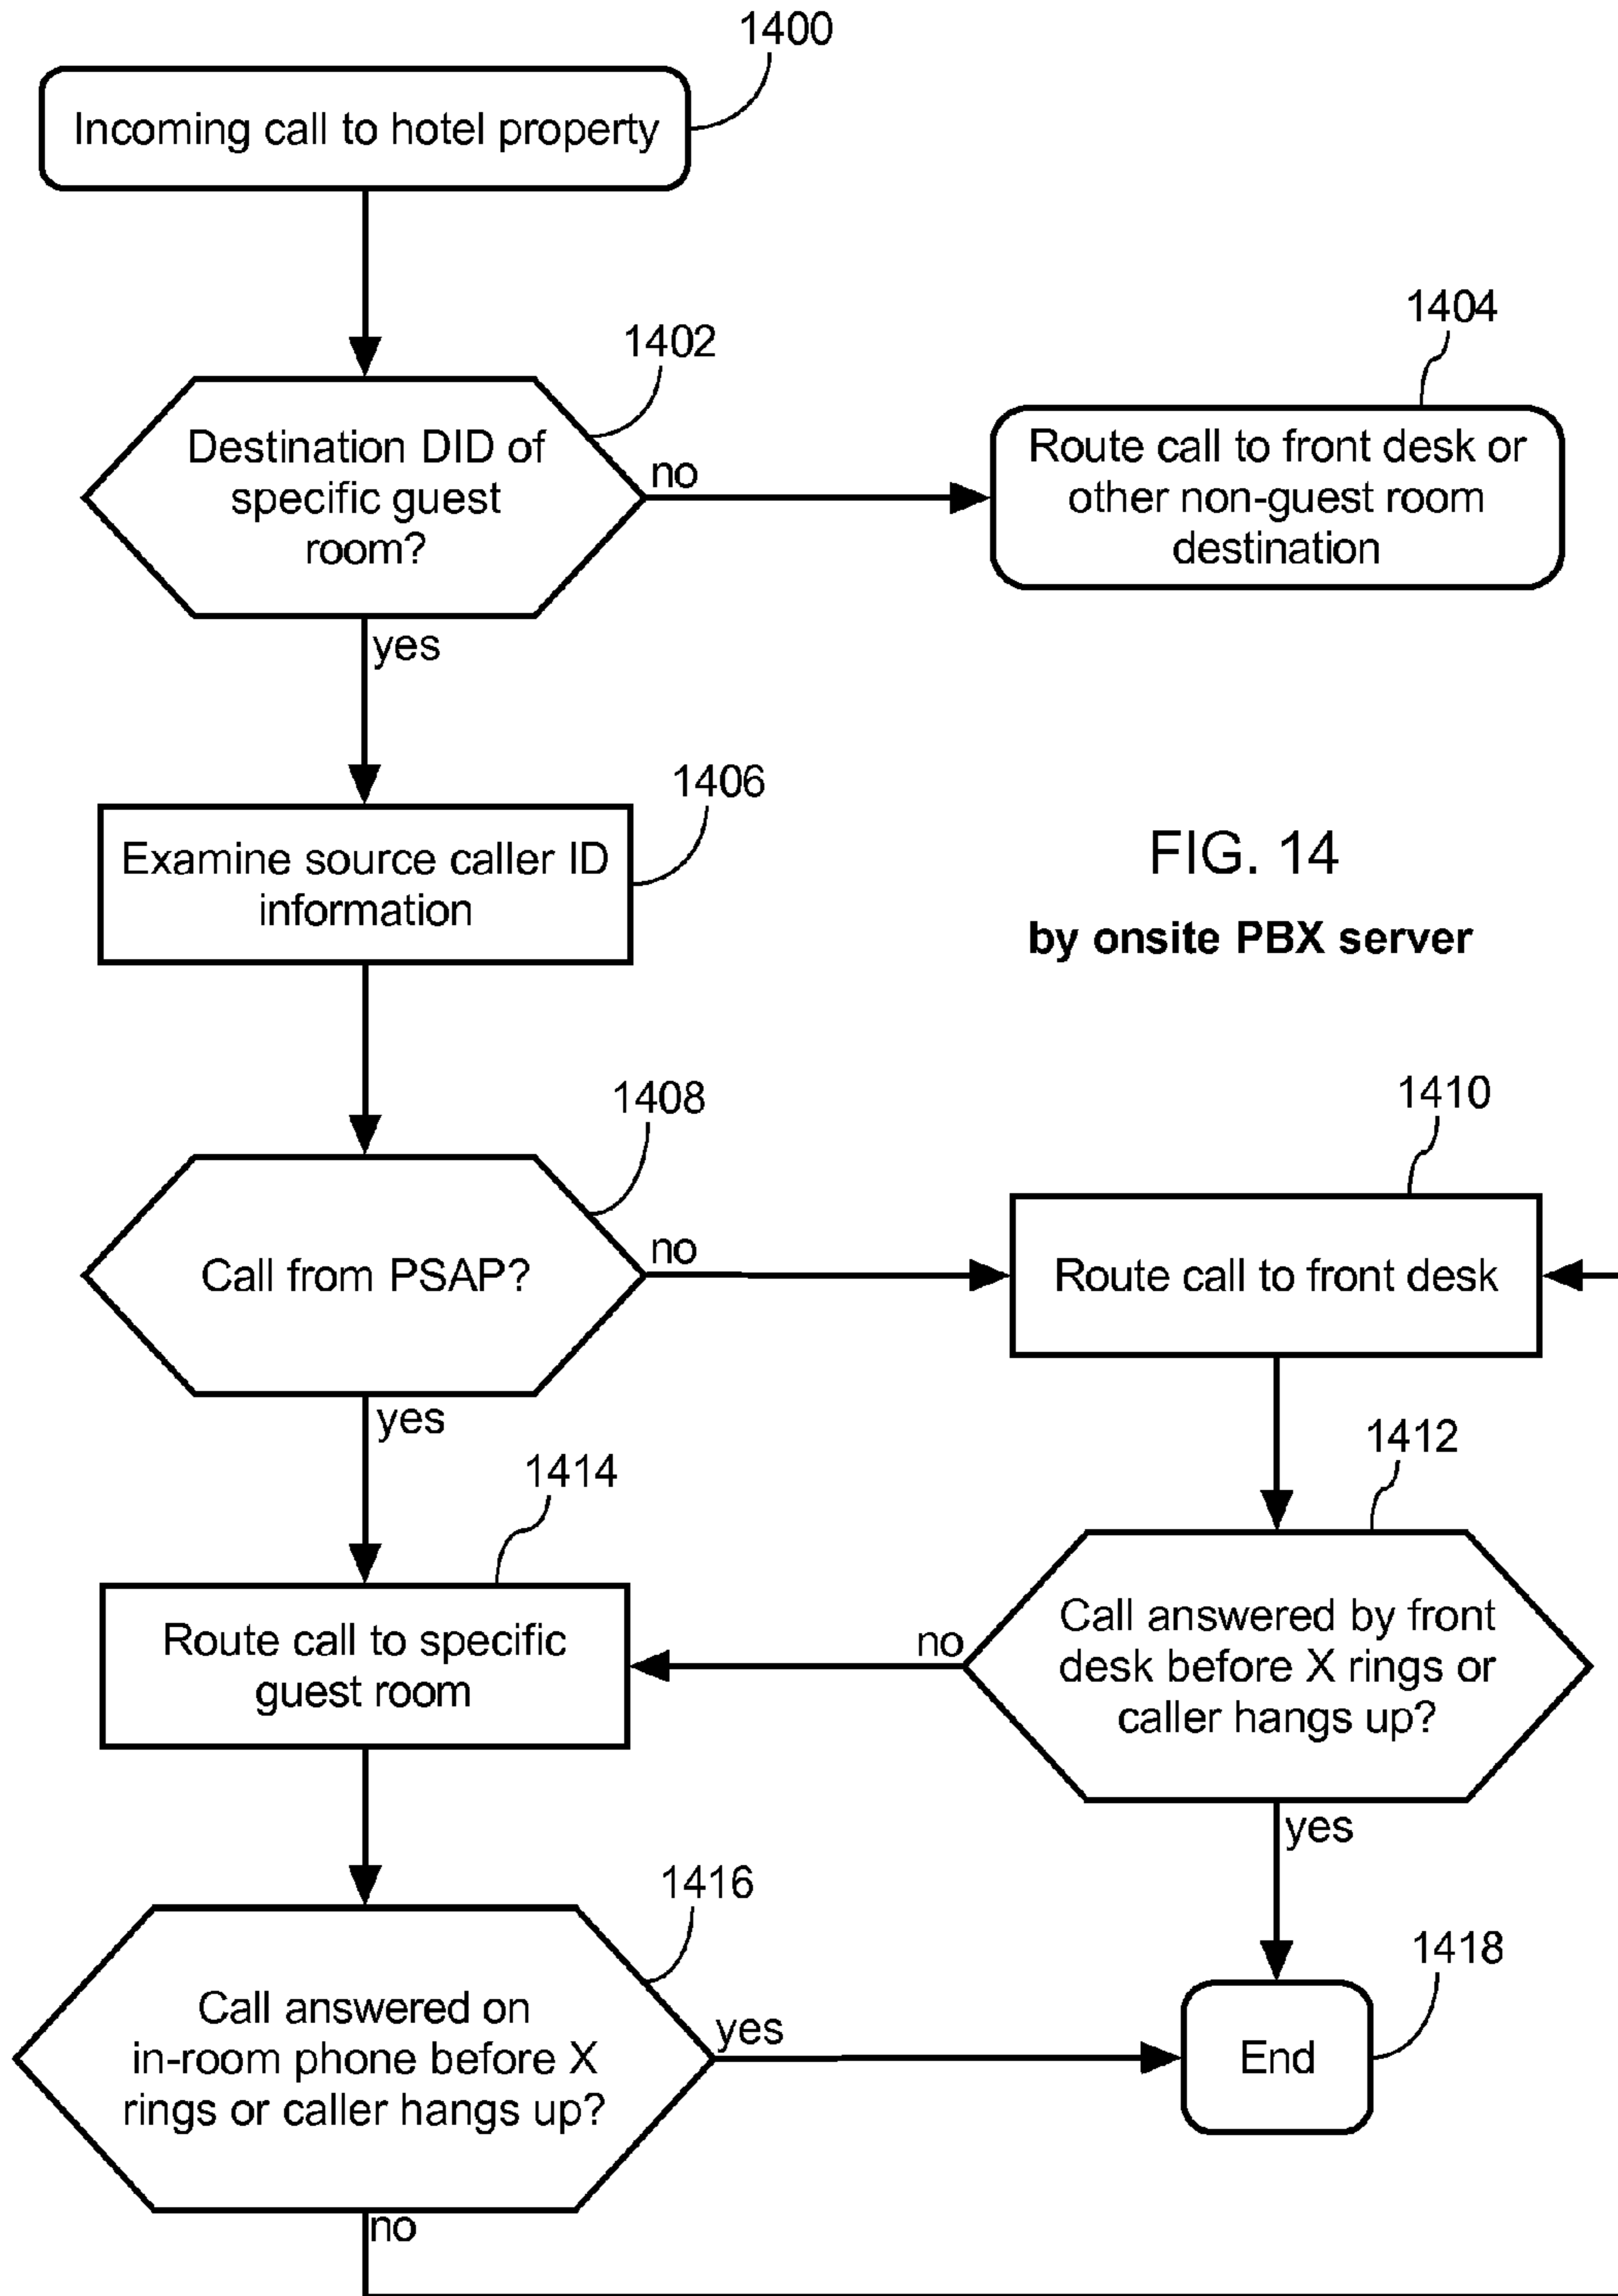 1400
Incoming call to hotel property
1404
1402
Destination DID of
specific guest
room?
no
Route call to front desk or
other non-guest room
destination
yes
1406
Examine source caller ID
information
FIG. 14
by onsite PBX server
1408
1410
Call from PSAP?
no
Route call to front desk
yes
1412
1414
Route call to specific
guest room
no
Call answered by front
desk before X rings or
caller hangs up?
yes
1416
1418
Call answered on
in-room phone before X
rings or caller hangs up?
yes
End
no